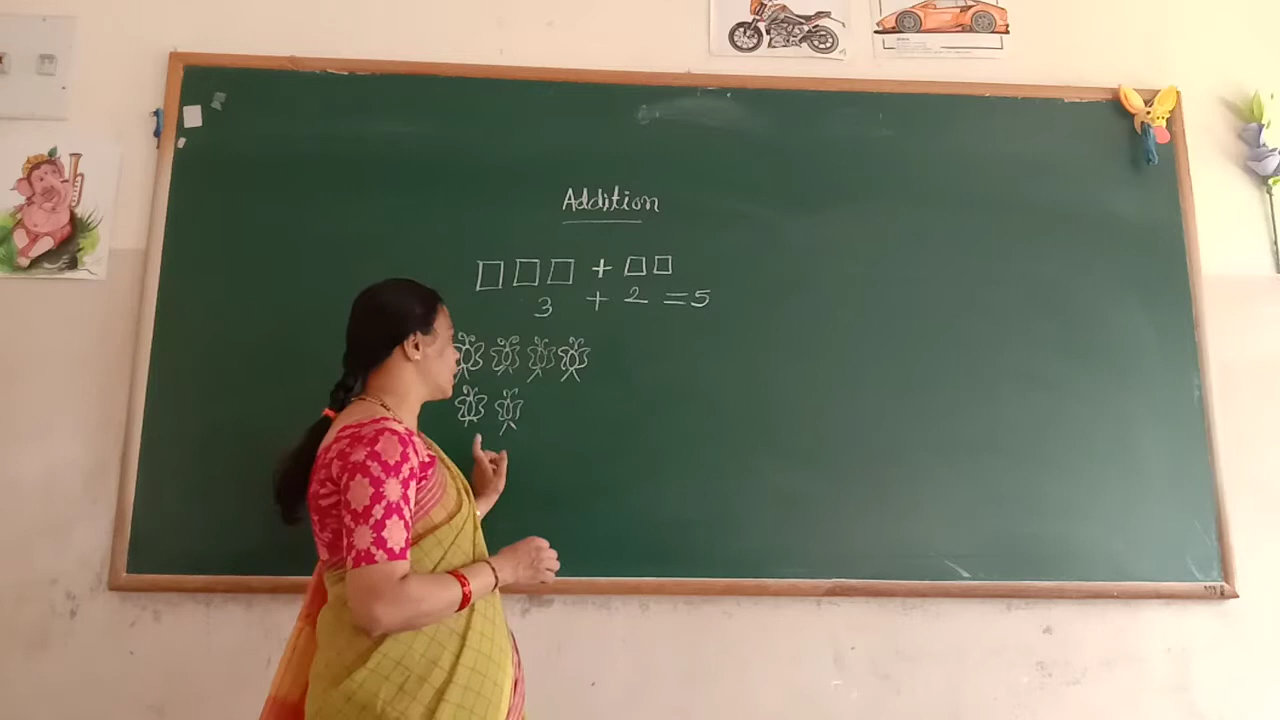 Addition
□ □ □ + □ □
3 + 2 = 5